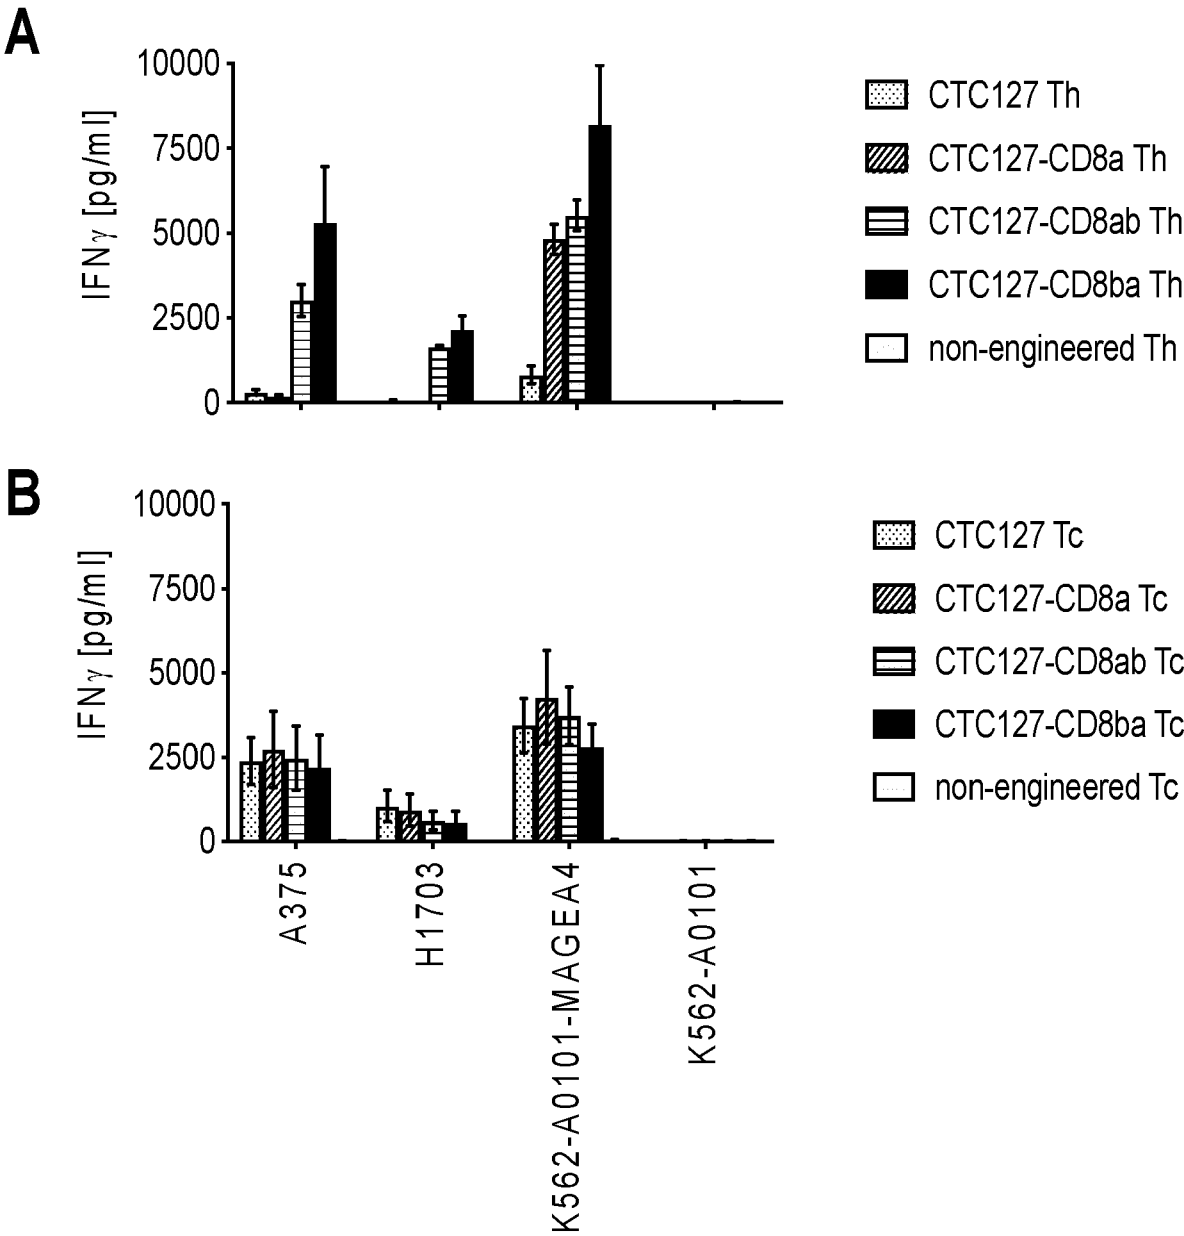 A
10000
7500
5000
2500
0
IFNγ [pg/ml]
CTC127 Th
CTC127-CD8a Th
CTC127-CD8ab Th
CTC127-CD8ba Th
non-engineered Th
B
10000
7500
5000
2500
0
IFNγ [pg/ml]
CTC127 Tc
CTC127-CD8a Tc
CTC127-CD8ab Tc
CTC127-CD8ba Tc
non-engineered Tc
A375
H1703
K562-A0101-MAGEA4
K562-A0101